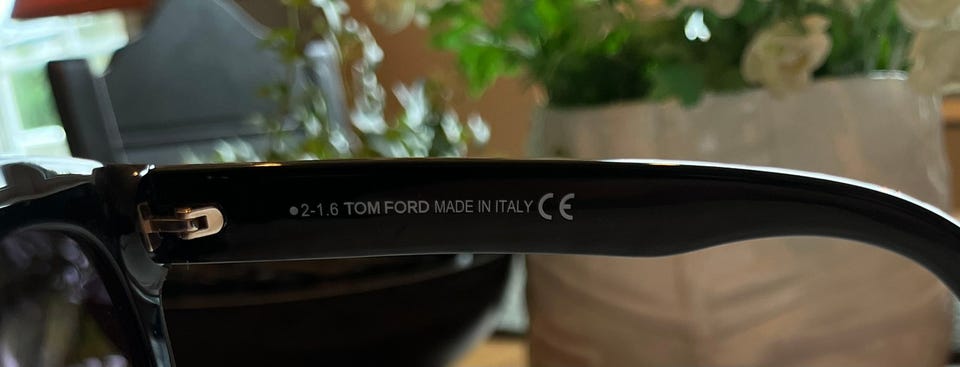 ●2-1.6 TOM FORD MADE IN ITALY CE